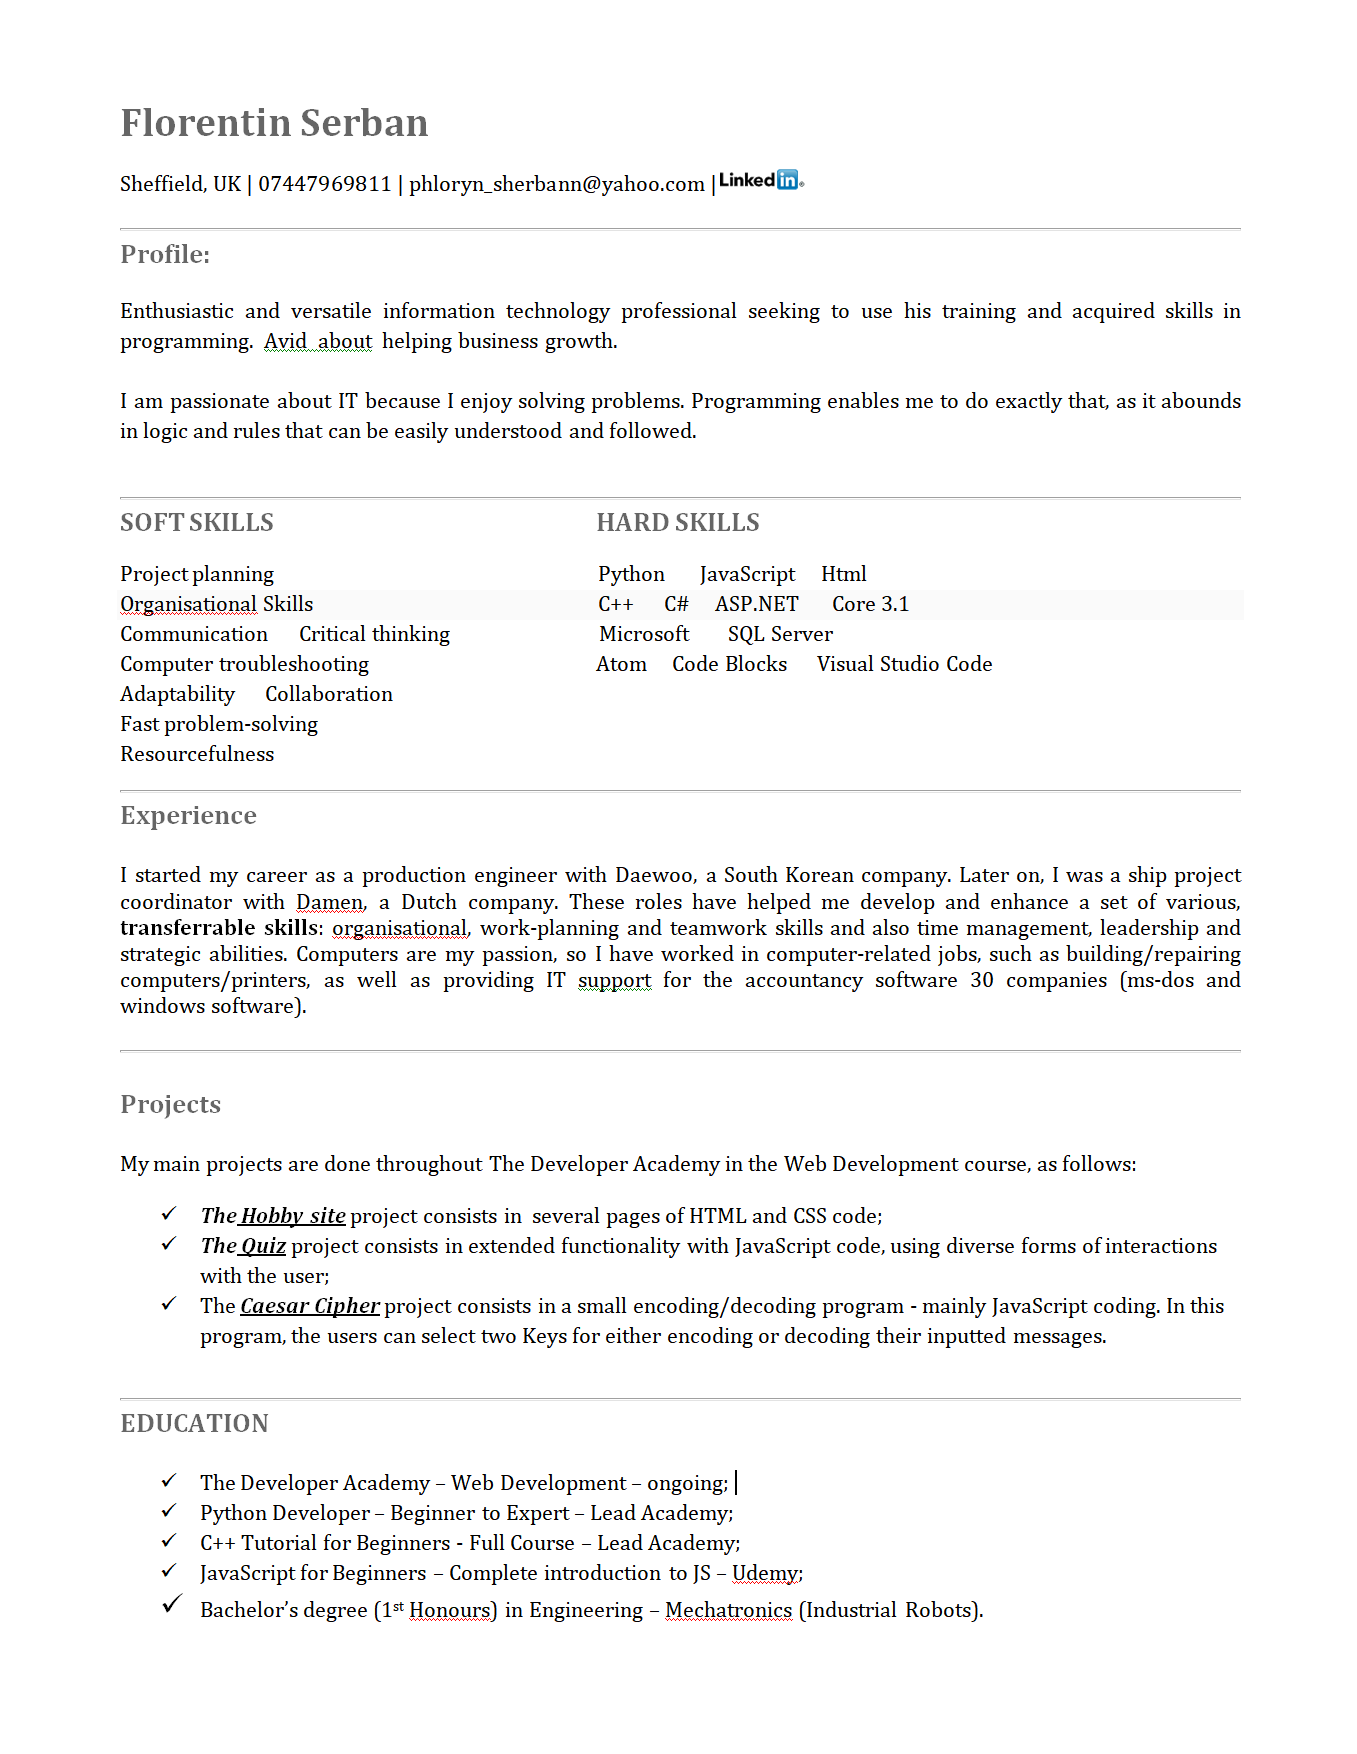 Florentin Serban
Sheffield, UK | 07447969811 | phloryn_sherbann@yahoo.com | Linked in®
Profile:
Enthusiastic and versatile information technology professional seeking to use his training and acquired skills in
programming. Avid about helping business growth.
I am passionate about IT because I enjoy solving problems. Programming enables me to do exactly that, as it abounds
in logic and rules that can be easily understood and followed.
SOFT SKILLS
Project planning
Organisational Skills
Communication Critical thinking
Computer troubleshooting
Adaptability Collaboration
Fast problem-solving
Resourcefulness
HARD SKILLS
Python JavaScript Html
C++ C# ASP.NET Core 3.1
Microsoft SQL Server
Atom Code Blocks Visual Studio Code
Experience
I started my career as a production engineer with Daewoo, a South Korean company. Later on, I was a ship project
coordinator with Damen, a Dutch company. These roles have helped me develop and enhance a set of various,
transferrable skills: organisational, work-planning and teamwork skills and also time management, leadership and
strategic abilities. Computers are my passion, so I have worked in computer-related jobs, such as building/repairing
computers/printers, as well as providing IT support for the accountancy software 30 companies (ms-dos and
windows software).
Projects
My main projects are done throughout The Developer Academy in the Web Development course, as follows:
✓ The Hobby site project consists in several pages of HTML and CSS code;
✓ The Quiz project consists in extended functionality with JavaScript code, using diverse forms of interactions
with the user;
✓ The Caesar Cipher project consists in a small encoding/decoding program - mainly JavaScript coding. In this
program, the users can select two Keys for either encoding or decoding their inputted messages.
EDUCATION
✓ The Developer Academy – Web Development – ongoing;
✓ Python Developer – Beginner to Expert – Lead Academy;
✓ C++ Tutorial for Beginners - Full Course – Lead Academy;
✓ JavaScript for Beginners – Complete introduction to JS – Udemy;
✓ Bachelor’s degree (1st Honours) in Engineering – Mechatronics (Industrial Robots).